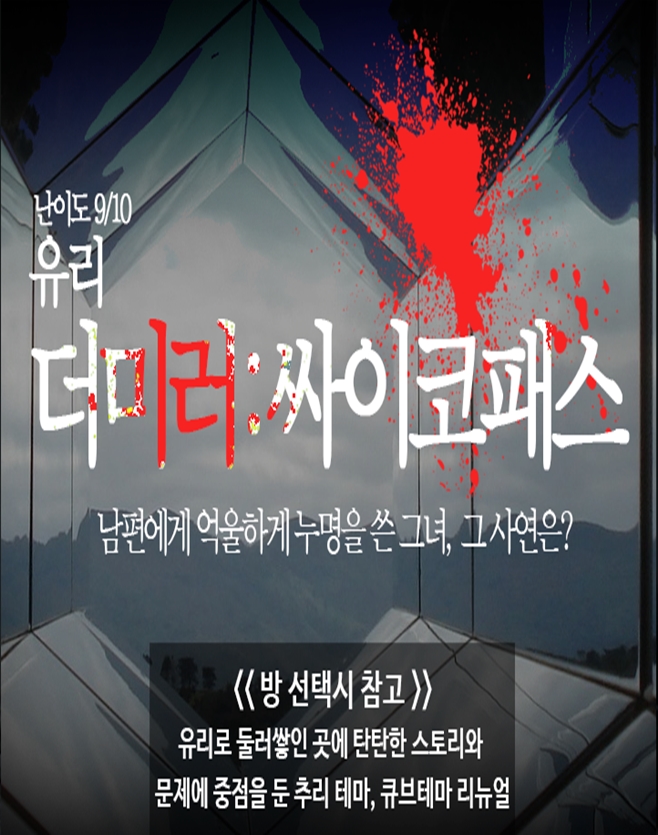 난이도 9/10
유리
더미러:싸이코패스
남편에게 억울하게 누명을 쓴 그녀, 그 사연은?
《 방 선택시 참고 》
유리로 둘러쌓인 곳에 탄탄한 스토리와
문제에 중점을 둔 추리 테마, 큐브테마 리뉴얼